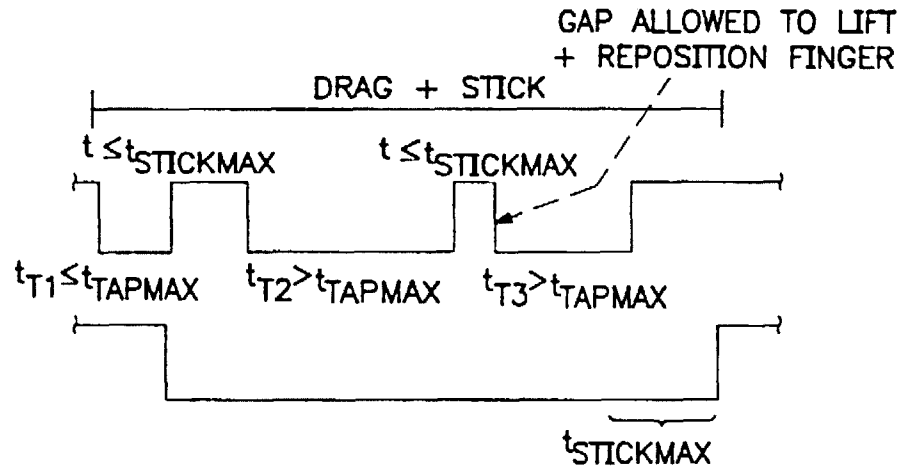 GAP ALLOWED TO LIFT
+ REPOSITION FINGER
DRAG + STICK
t ≤ tSTICKMAX
t ≤ tSTICKMAX
tT1 ≤ tTAPMAX
tT2 > tTAPMAX
tT3 > tTAPMAX
tSTICKMAX